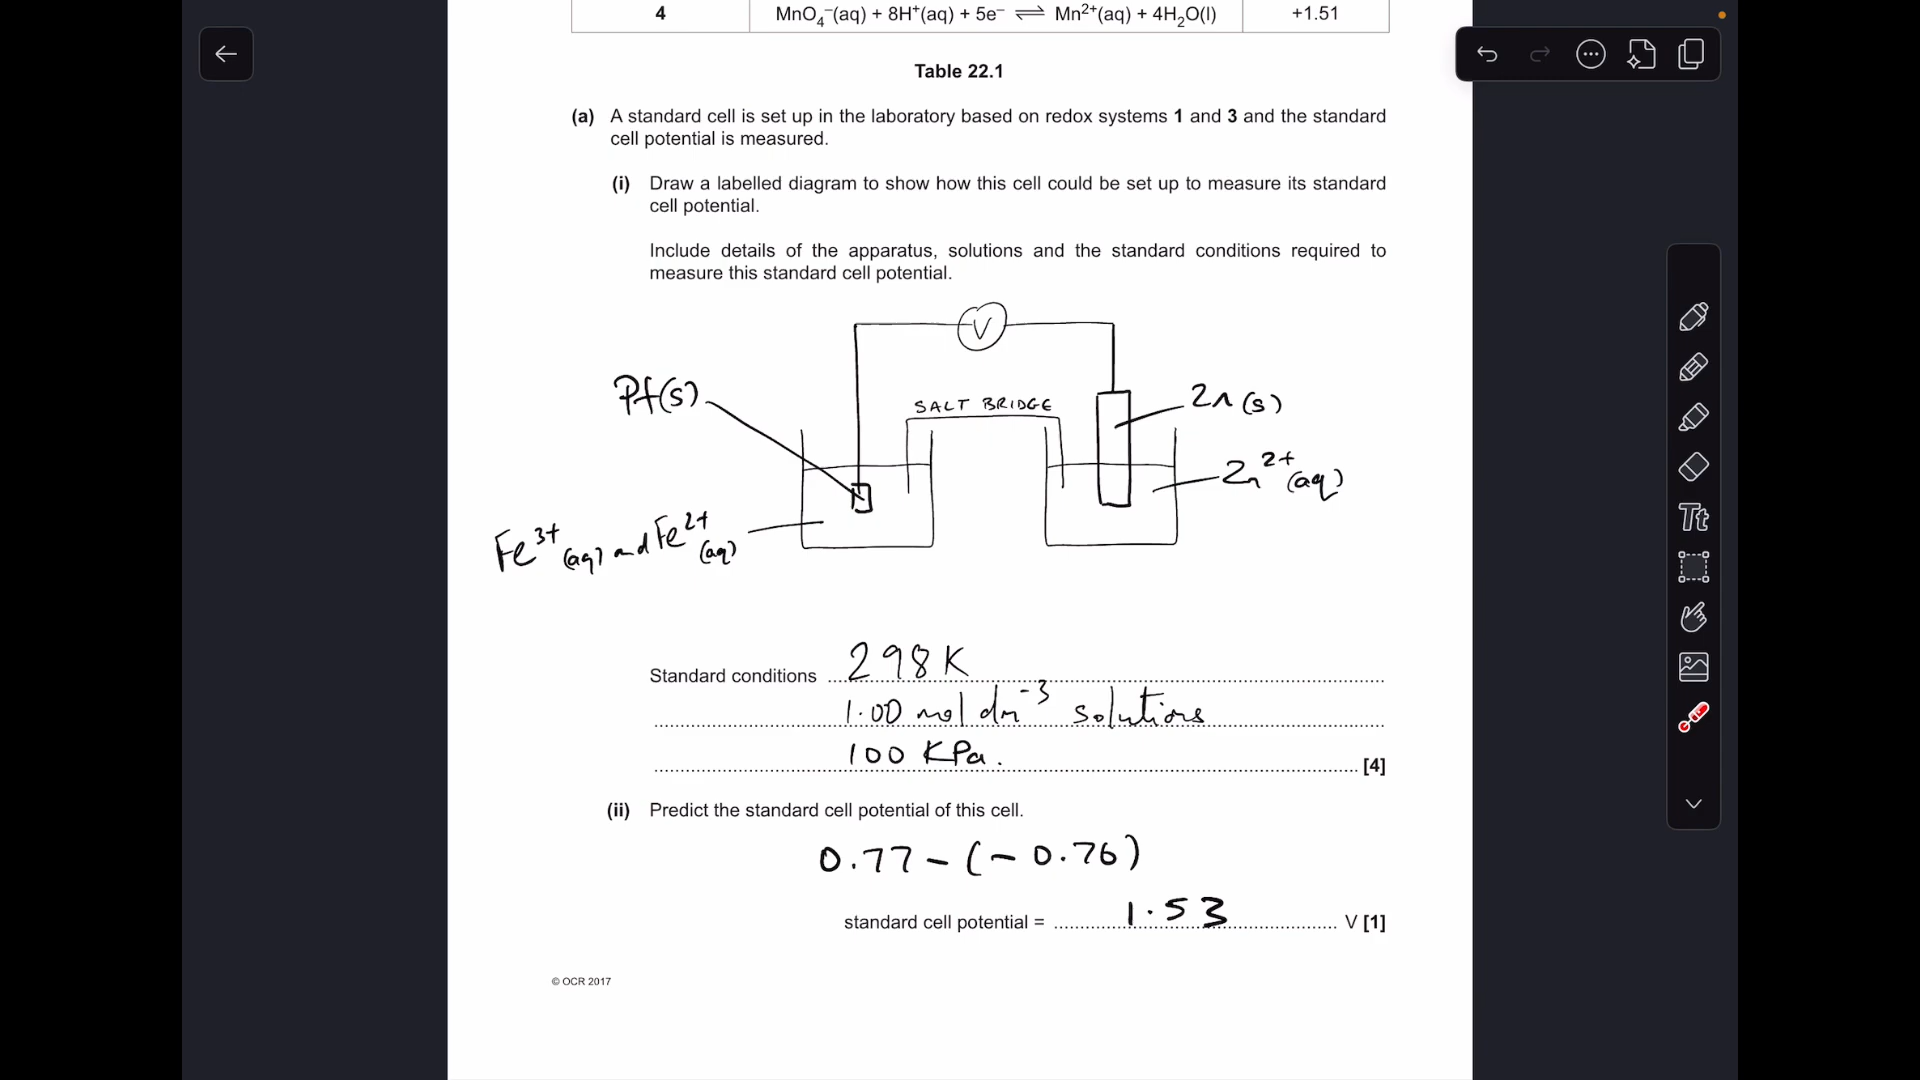 4 MnO₄⁻(aq) + 8H⁺(aq) + 5e⁻ ⇌ Mn²⁺(aq) + 4H₂O(l) +1.51
Table 22.1
(a) A standard cell is set up in the laboratory based on redox systems 1 and 3 and the standard
cell potential is measured.
(i) Draw a labelled diagram to show how this cell could be set up to measure its standard
cell potential.
Include details of the apparatus, solutions and the standard conditions required to
measure this standard cell potential.
V
Pt(s)
SALT BRIDGE
Zn (s)
Zn²⁺(aq)
Fe³⁺(aq) and Fe²⁺(aq)
Standard conditions 298K
1.00 mol dm⁻³ solutions
100 KPa. [4]
(ii) Predict the standard cell potential of this cell.
0.77 – (– 0.76)
standard cell potential = 1.53 V [1]
© OCR 2017
Tt